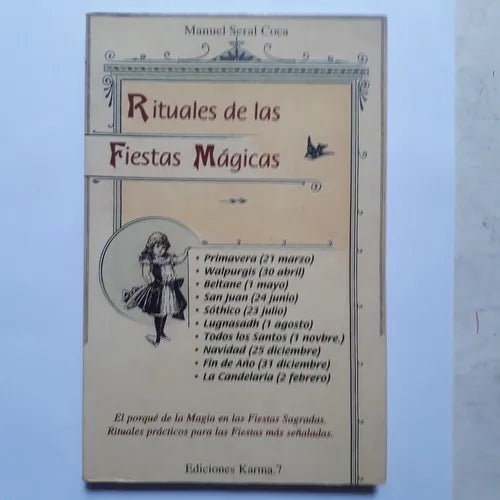 Manuel Seral Coca
Rituales de las
Fiestas Mágicas
• Primavera (21 marzo)
• Walpurgis (30 abril)
• Beltane (1 mayo)
• San Juan (24 junio)
• Sóthico (23 julio)
• Lugnasadh (1 agosto)
• Todos los Santos (1 novbre.)
• Navidad (25 diciembre)
• Fin de Año (31 diciembre)
• La Candelaria (2 febrero)
El porqué de la Magia en las Fiestas Sagradas.
Rituales prácticos para las Fiestas más señaladas.
Ediciones Karma.7